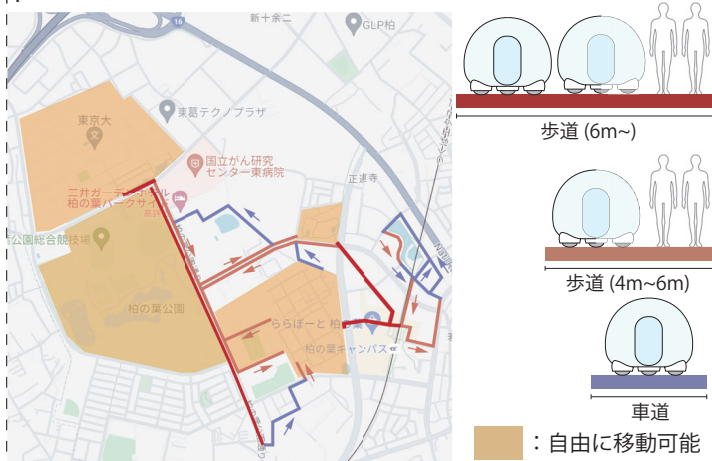 新十余二
GLP柏
16
東葛テクノプラザ
東京大
国立がん研究
センター東病院
正連寺
三井ガーデンホテル
柏の葉パークサイ
公園総合競技場
柏の葉公園
ららぽーと 柏の葉
柏の葉キャンパス
歩道 (6m~)
歩道 (4m~6m)
車道
：自由に移動可能